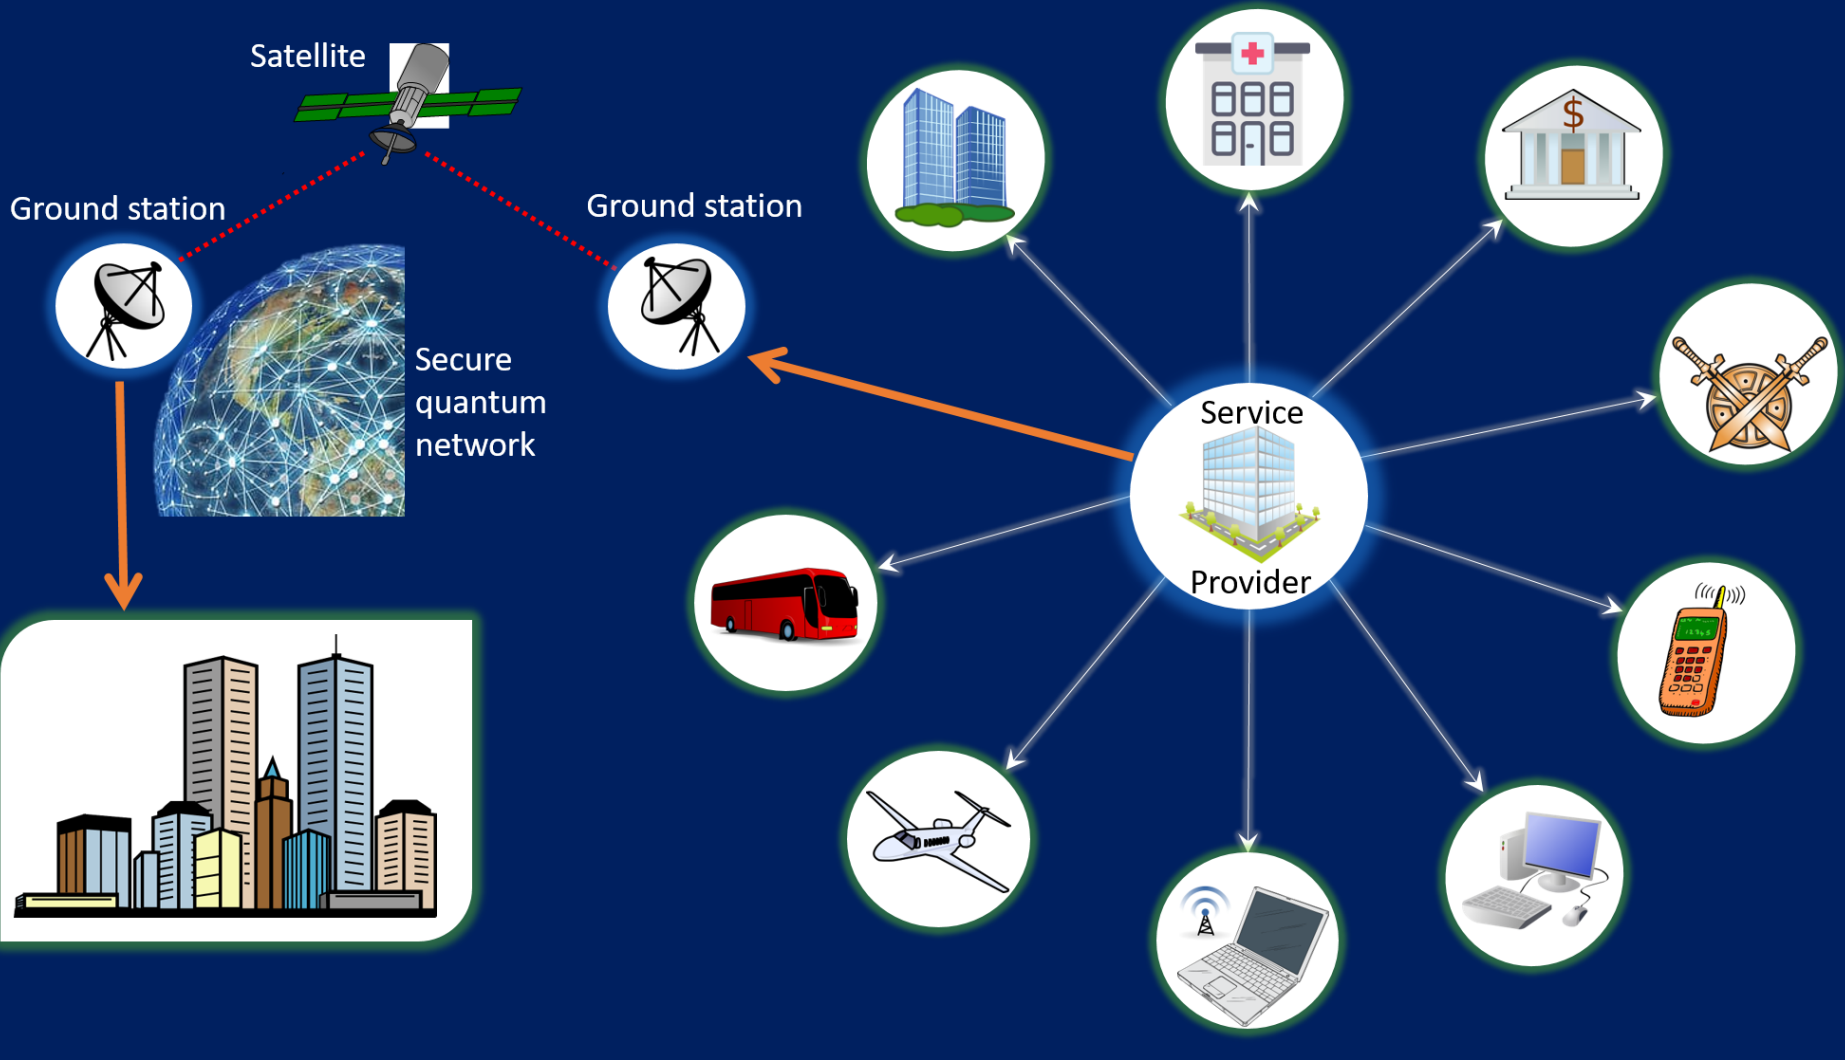 Satellite
Ground station
Ground station
Secure
quantum
network
Service
Provider
$